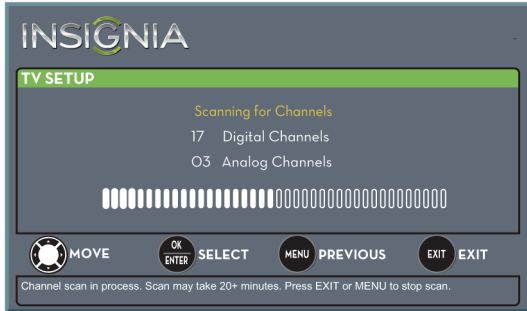 INSIGNIA
TV SETUP
Scanning for Channels
17 Digital Channels
03 Analog Channels
MOVE OK ENTER SELECT MENU PREVIOUS EXIT EXIT
Channel scan in process. Scan may take 20+ minutes. Press EXIT or MENU to stop scan.